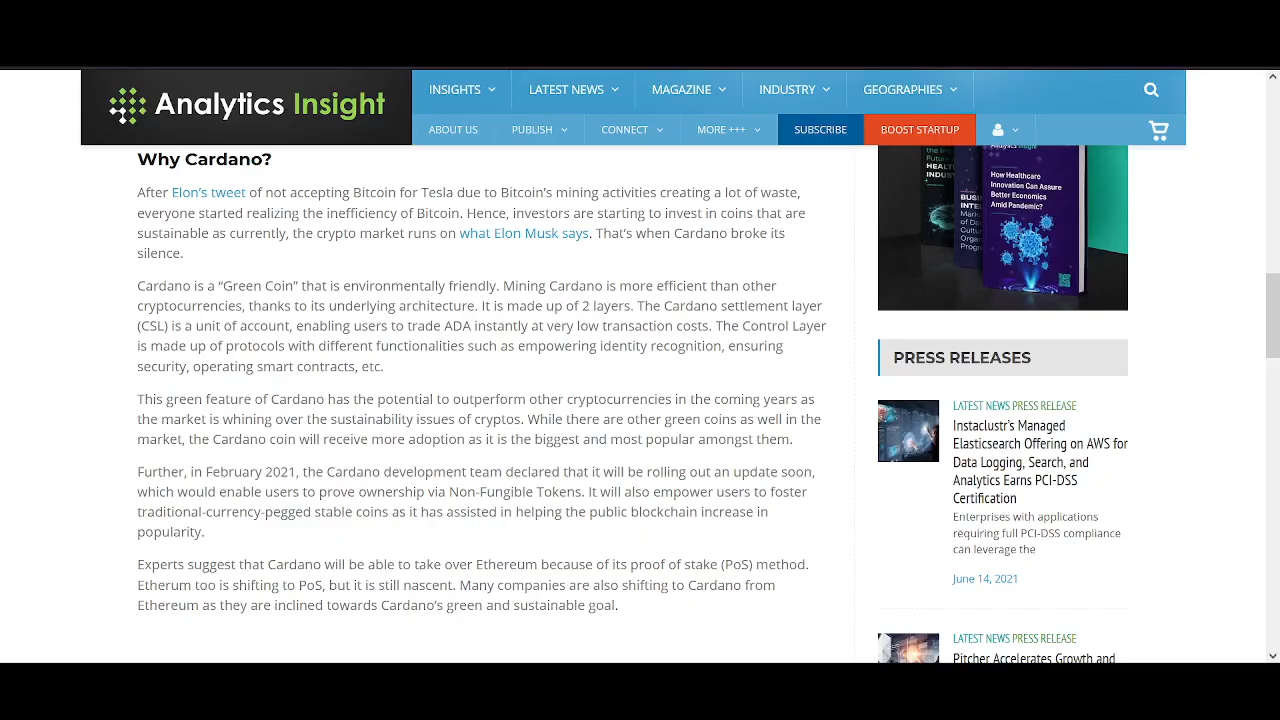 Analytics Insight
INSIGHTS
LATEST NEWS
MAGAZINE
INDUSTRY
GEOGRAPHIES
ABOUT US
PUBLISH
CONNECT
MORE +++
SUBSCRIBE
BOOST STARTUP
Why Cardano?
After Elon's tweet of not accepting Bitcoin for Tesla due to Bitcoin's mining activities creating a lot of waste,
everyone started realizing the inefficiency of Bitcoin. Hence, investors are starting to invest in coins that are
sustainable as currently, the crypto market runs on what Elon Musk says. That's when Cardano broke its
silence.
Cardano is a “Green Coin” that is environmentally friendly. Mining Cardano is more efficient than other
cryptocurrencies, thanks to its underlying architecture. It is made up of 2 layers. The Cardano settlement layer
(CSL) is a unit of account, enabling users to trade ADA instantly at very low transaction costs. The Control Layer
is made up of protocols with different functionalities such as empowering identity recognition, ensuring
security, operating smart contracts, etc.
This green feature of Cardano has the potential to outperform other cryptocurrencies in the coming years as
the market is whining over the sustainability issues of cryptos. While there are other green coins as well in the
market, the Cardano coin will receive more adoption as it is the biggest and most popular amongst them.
Further, in February 2021, the Cardano development team declared that it will be rolling out an update soon,
which would enable users to prove ownership via Non-Fungible Tokens. It will also empower users to foster
traditional-currency-pegged stable coins as it has assisted in helping the public blockchain increase in
popularity.
Experts suggest that Cardano will be able to take over Ethereum because of its proof of stake (PoS) method.
Etherum too is shifting to PoS, but it is still nascent. Many companies are also shifting to Cardano from
Ethereum as they are inclined towards Cardano's green and sustainable goal.
Analytics Insight
How Healthcare
Innovation Can Assure
Better Economics
Amid Pandemic?
PRESS RELEASES
LATEST NEWS PRESS RELEASE
Instaclustr's Managed
Elasticsearch Offering on AWS for
Data Logging, Search, and
Analytics Earns PCI-DSS
Certification
Enterprises with applications
requiring full PCI-DSS compliance
can leverage the
June 14, 2021
LATEST NEWS PRESS RELEASE
Pitcher Accelerates Growth and